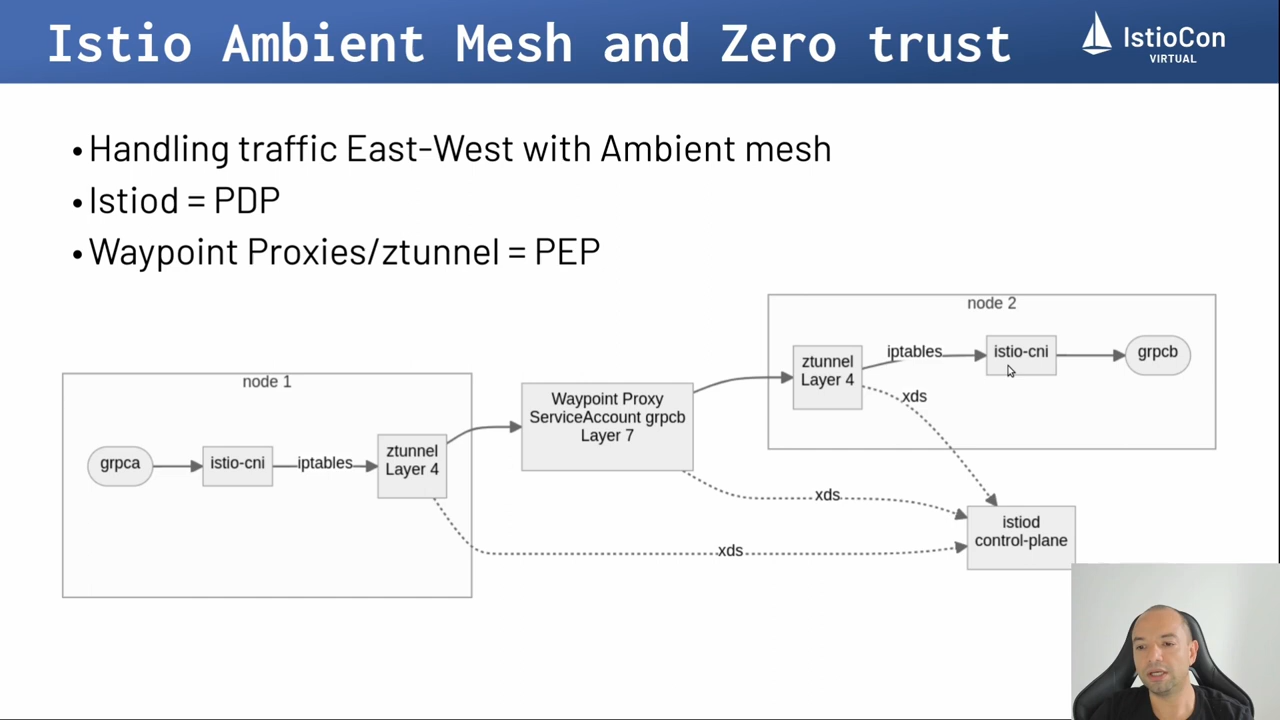 Istio Ambient Mesh and Zero trust
IstioCon
VIRTUAL
• Handling traffic East-West with Ambient mesh
• Istiod = PDP
• Waypoint Proxies/ztunnel = PEP
node 1
grpca
istio-cni
iptables
ztunnel
Layer 4
Waypoint Proxy
ServiceAccount grpcb
Layer 7
node 2
ztunnel
Layer 4
iptables
istio-cni
grpcb
xds
xds
xds
istiod
control-plane